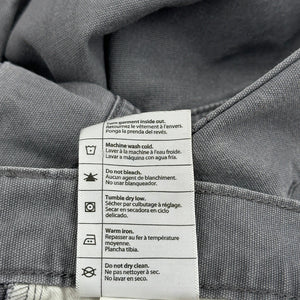 garment inside out.
Retournez le vêtement à l'envers.
Ponga la prenda del revés.
Machine wash cold.
Laver à la machine à l'eau froide.
Lavar a máquina con agua fria.
Do not bleach.
Aucun agent de blanchiment.
No usar blanqueador.
Tumble dry low.
Sécher par culbutage à réglage.
Secar en secadora en ciclo delicado.
Warm iron.
Repasser au fer à température
moyenne.
Plancha tibia.
Do not dry clean.
Ne pas nettoyer à sec.
No lavar en seco.